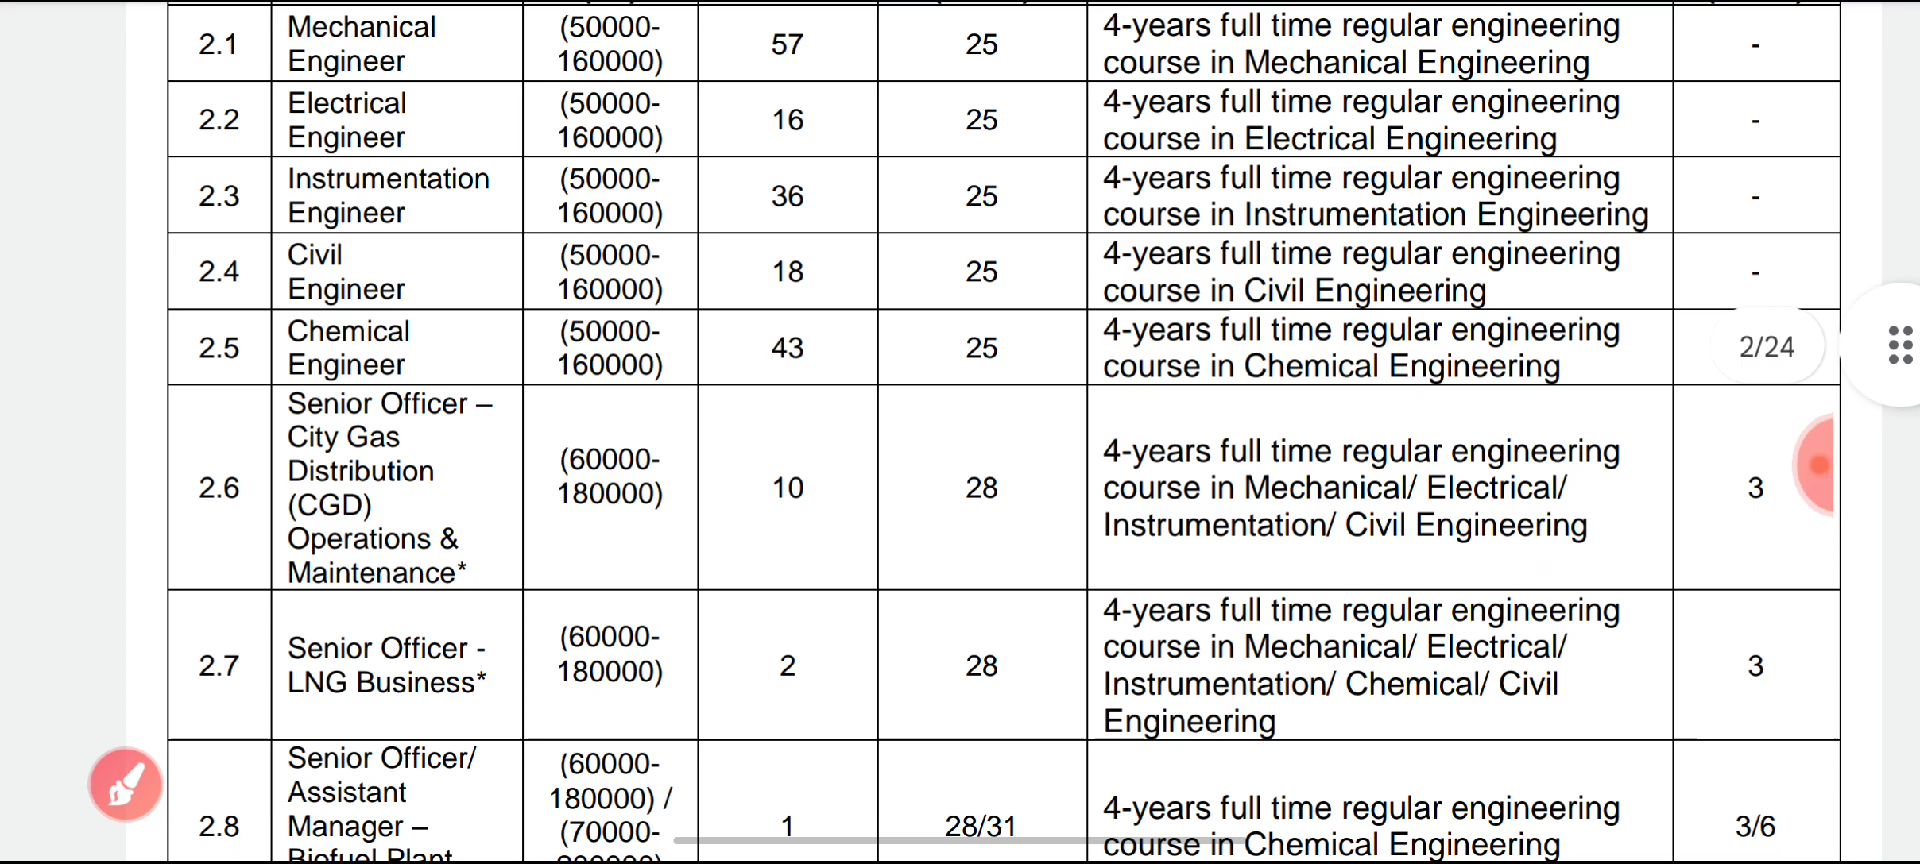 2.1
Mechanical
Engineer
(50000-
160000)
57
25
4-years full time regular engineering
course in Mechanical Engineering
-
2.2
Electrical
Engineer
(50000-
160000)
16
25
4-years full time regular engineering
course in Electrical Engineering
-
2.3
Instrumentation
Engineer
(50000-
160000)
36
25
4-years full time regular engineering
course in Instrumentation Engineering
-
2.4
Civil
Engineer
(50000-
160000)
18
25
4-years full time regular engineering
course in Civil Engineering
-
2.5
Chemical
Engineer
(50000-
160000)
43
25
4-years full time regular engineering
course in Chemical Engineering
2/24
2.6
Senior Officer –
City Gas
Distribution
(CGD)
Operations &
Maintenance*
(60000-
180000)
10
28
4-years full time regular engineering
course in Mechanical/ Electrical/
Instrumentation/ Civil Engineering
3
2.7
Senior Officer -
LNG Business*
(60000-
180000)
2
28
4-years full time regular engineering
course in Mechanical/ Electrical/
Instrumentation/ Chemical/ Civil
Engineering
3
2.8
Senior Officer/
Assistant
Manager –
Biofuel Plant
(60000-
180000) /
(70000-
1
28/31
4-years full time regular engineering
course in Chemical Engineering
3/6